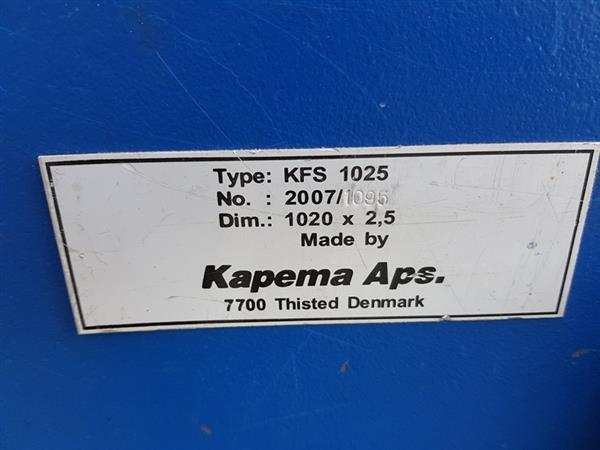 Type: KFS 1025
No. : 2007/1095
Dim.: 1020 x 2,5
Made by
Kapema Aps.
7700 Thisted Denmark